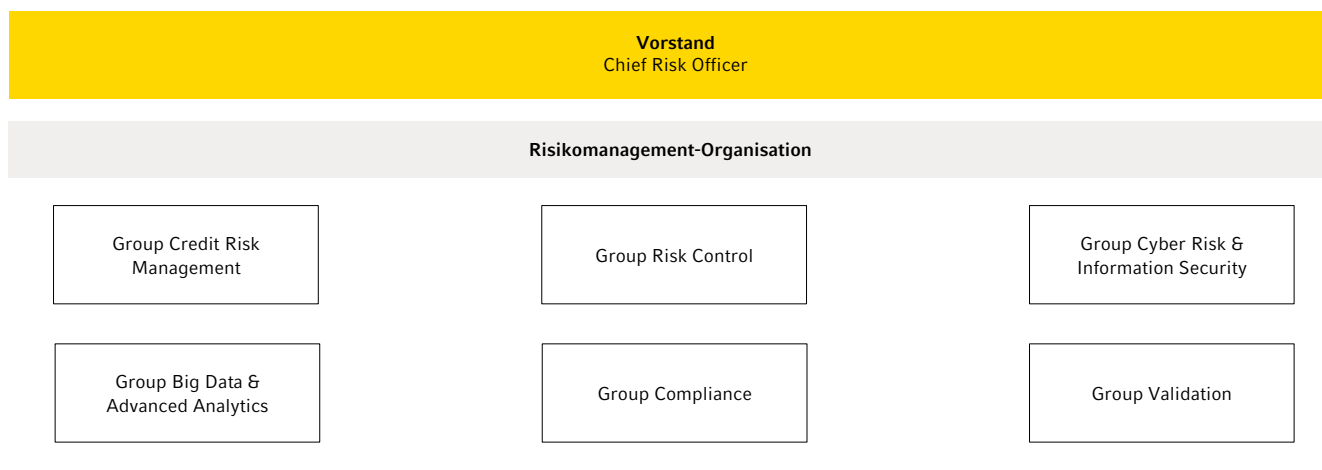 Vorstand
Chief Risk Officer
Risikomanagement-Organisation
Group Credit Risk
Management
Group Risk Control
Group Cyber Risk &
Information Security
Group Big Data &
Advanced Analytics
Group Compliance
Group Validation